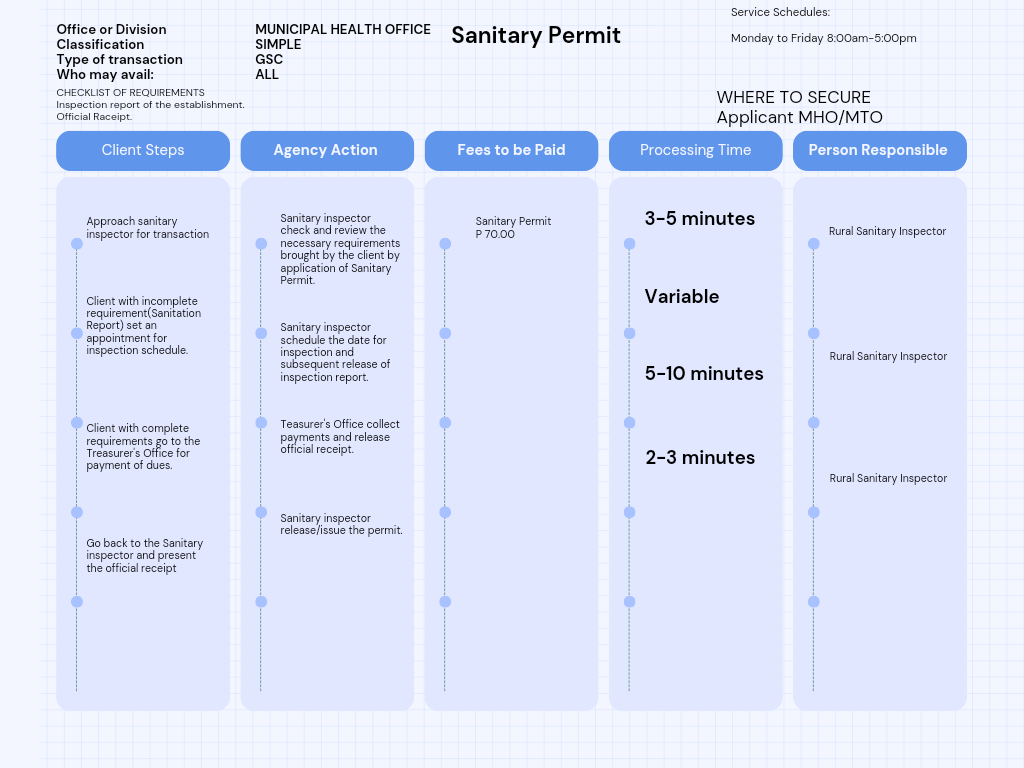 Office or Division
Classification
Type of transaction
Who may avail:
MUNICIPAL HEALTH OFFICE
SIMPLE
GSC
ALL
Sanitary Permit
Service Schedules:
Monday to Friday 8:00am-5:00pm
CHECKLIST OF REQUIREMENTS
Inspection report of the establishment.
Official Raceipt.
WHERE TO SECURE
Applicant MHO/MTO
Client Steps
Approach sanitary
inspector for transaction
Client with incomplete
requirement(Sanitation
Report) set an
appointment for
inspection schedule.
Client with complete
requirements go to the
Treasurer's Office for
payment of dues.
Go back to the Sanitary
inspector and present
the official receipt
Agency Action
Sanitary inspector
check and review the
necessary requirements
brought by the client by
application of Sanitary
Permit.
Sanitary inspector
schedule the date for
inspection and
subsequent release of
inspection report.
Teasurer's Office collect
payments and release
official receipt.
Sanitary inspector
release/issue the permit.
Fees to be Paid
Sanitary Permit
P 70.00
Processing Time
3-5 minutes
Variable
5-10 minutes
2-3 minutes
Person Responsible
Rural Sanitary Inspector
Rural Sanitary Inspector
Rural Sanitary Inspector